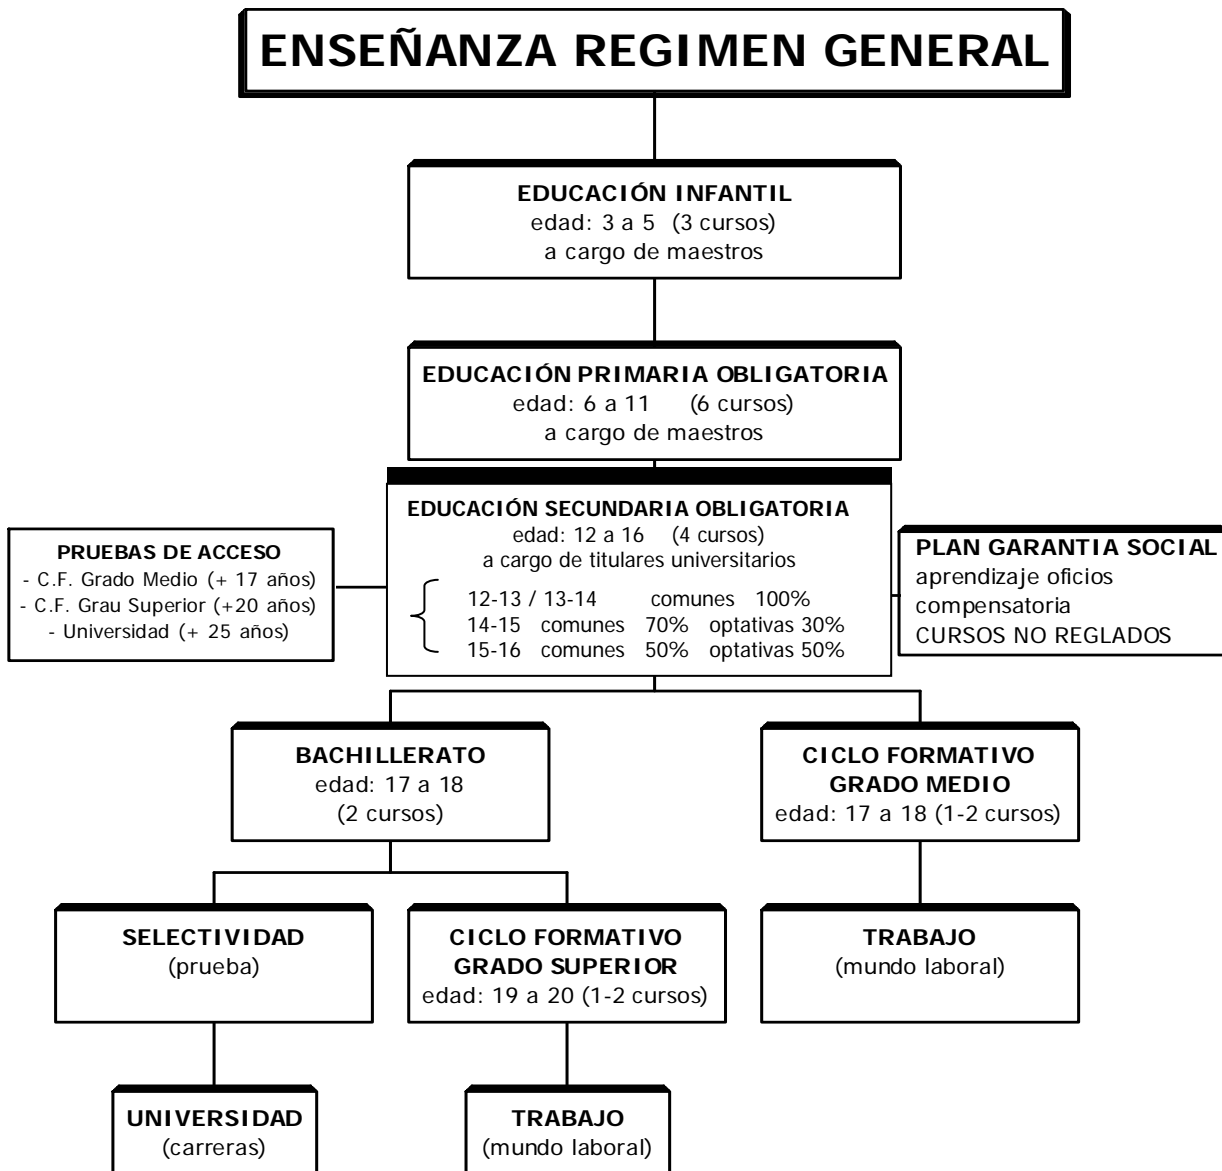 ENSEÑANZA REGIMEN GENERAL
EDUCACIÓN INFANTIL
edad: 3 a 5 (3 cursos)
a cargo de maestros
EDUCACIÓN PRIMARIA OBLIGATORIA
edad: 6 a 11 (6 cursos)
a cargo de maestros
EDUCACIÓN SECUNDARIA OBLIGATORIA
edad: 12 a 16 (4 cursos)
a cargo de titulares universitarios
12-13 / 13-14 comunes 100%
14-15 comunes 70% optativas 30%
15-16 comunes 50% optativas 50%
PRUEBAS DE ACCESO
- C.F. Grado Medio (+ 17 años)
- C.F. Grau Superior (+20 años)
- Universidad (+ 25 años)
PLAN GARANTIA SOCIAL
aprendizaje oficios
compensatoria
CURSOS NO REGLADOS
BACHILLERATO
edad: 17 a 18
(2 cursos)
CICLO FORMATIVO
GRADO MEDIO
edad: 17 a 18 (1-2 cursos)
SELECTIVIDAD
(prueba)
CICLO FORMATIVO
GRADO SUPERIOR
edad: 19 a 20 (1-2 cursos)
TRABAJO
(mundo laboral)
UNIVERSIDAD
(carreras)
TRABAJO
(mundo laboral)